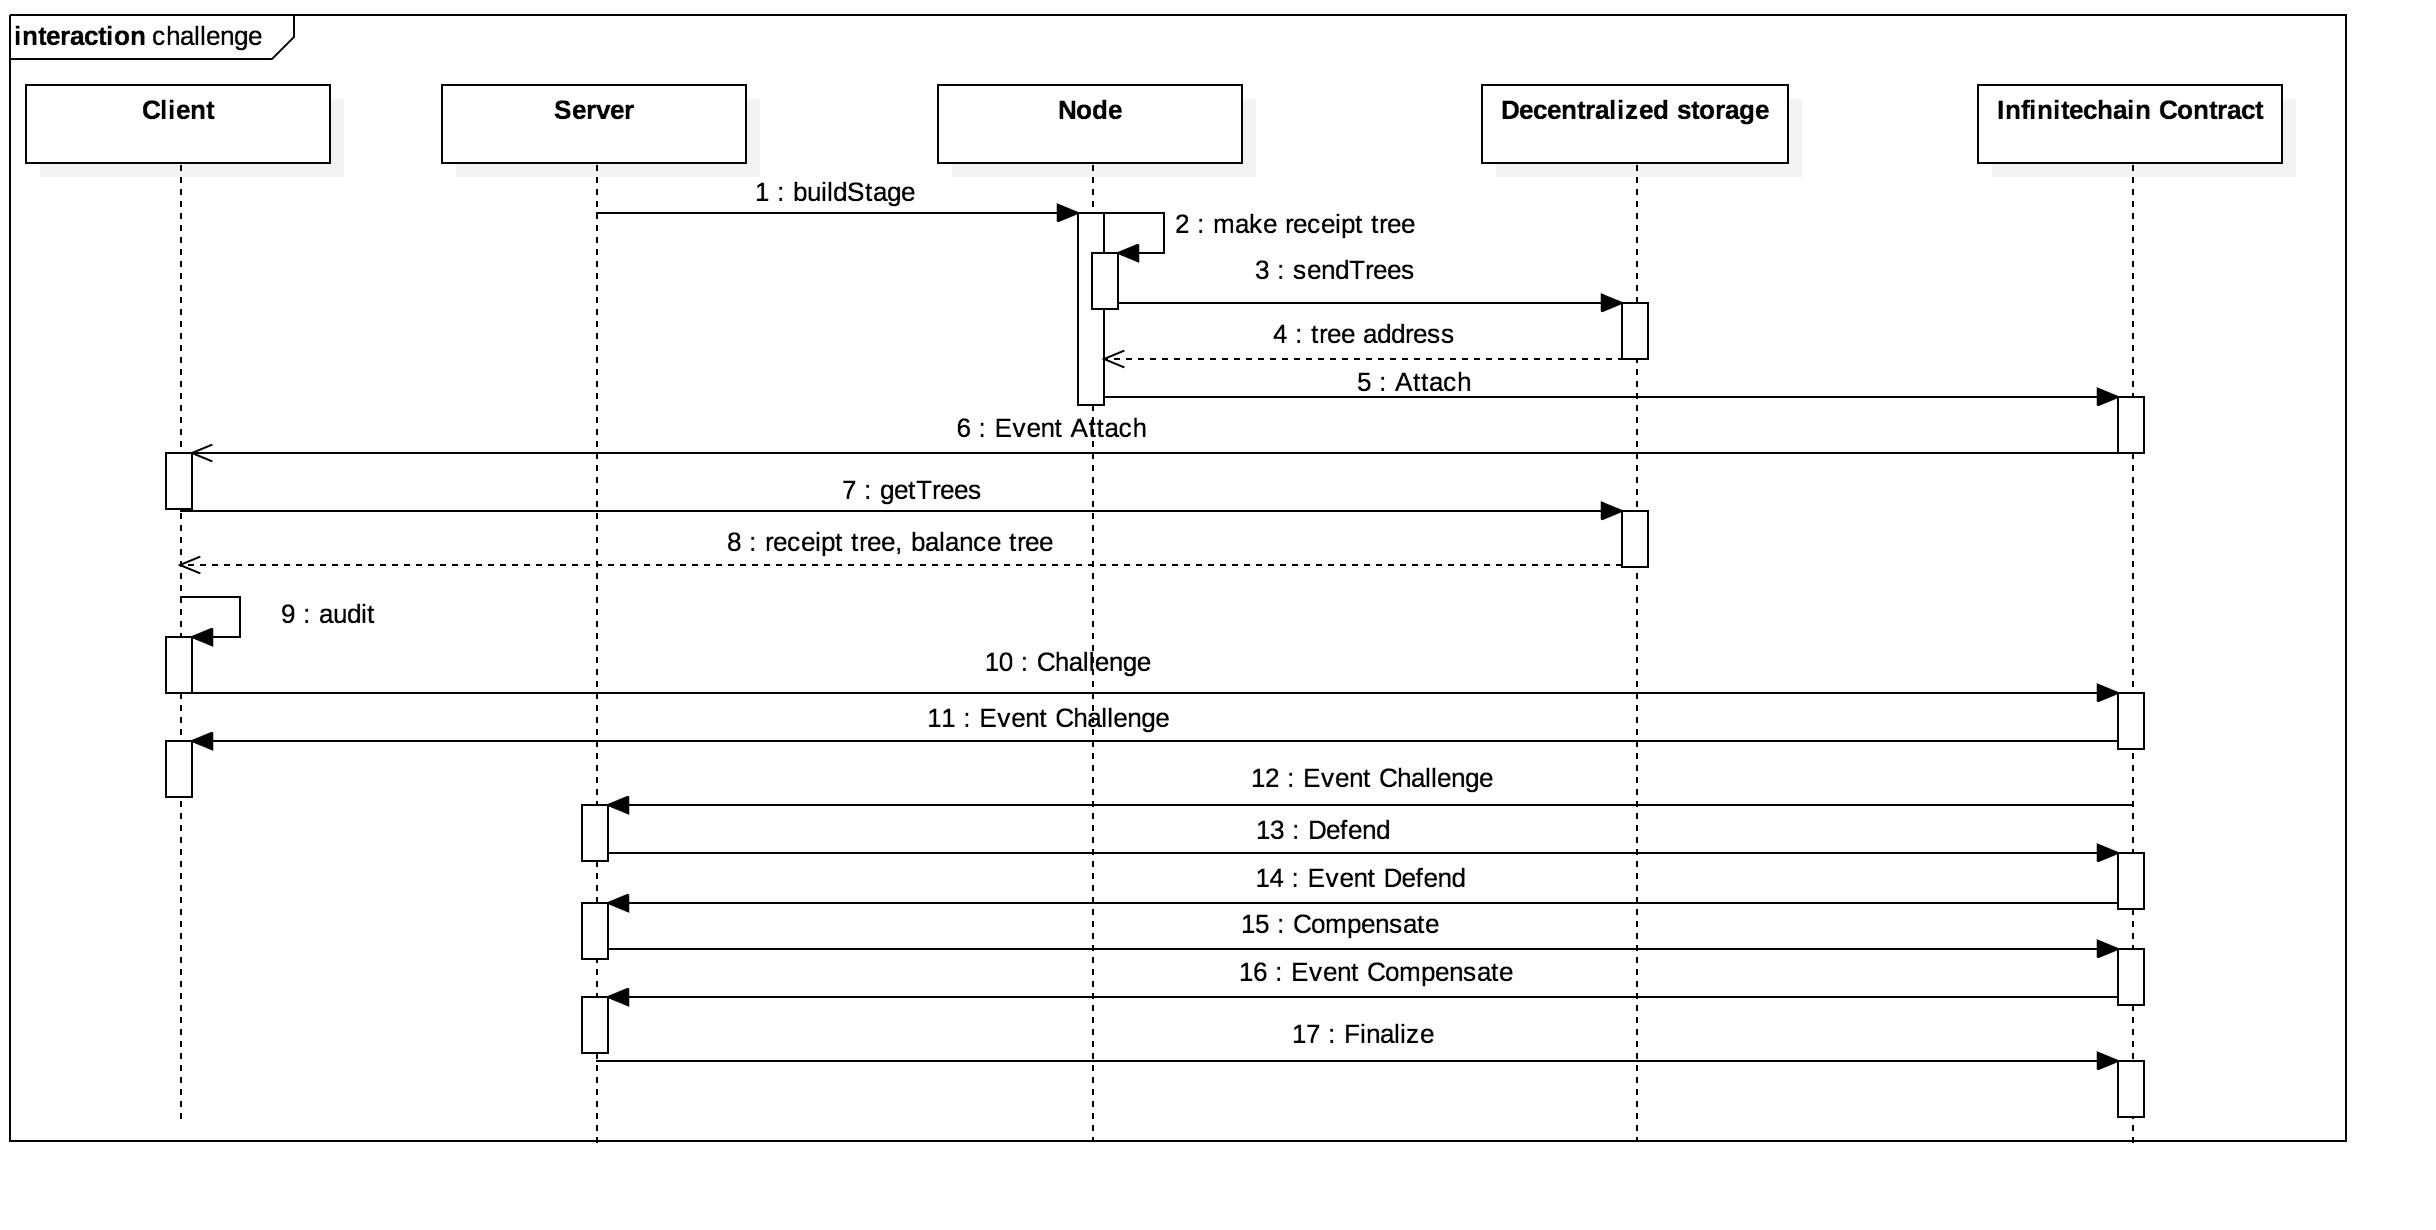 interaction challenge
Client
Server
Node
Decentralized storage
Infinitechain Contract
1 : buildStage
2 : make receipt tree
3 : sendTrees
4 : tree address
5 : Attach
6 : Event Attach
7 : getTrees
8 : receipt tree, balance tree
9 : audit
10 : Challenge
11 : Event Challenge
12 : Event Challenge
13 : Defend
14 : Event Defend
15 : Compensate
16 : Event Compensate
17 : Finalize